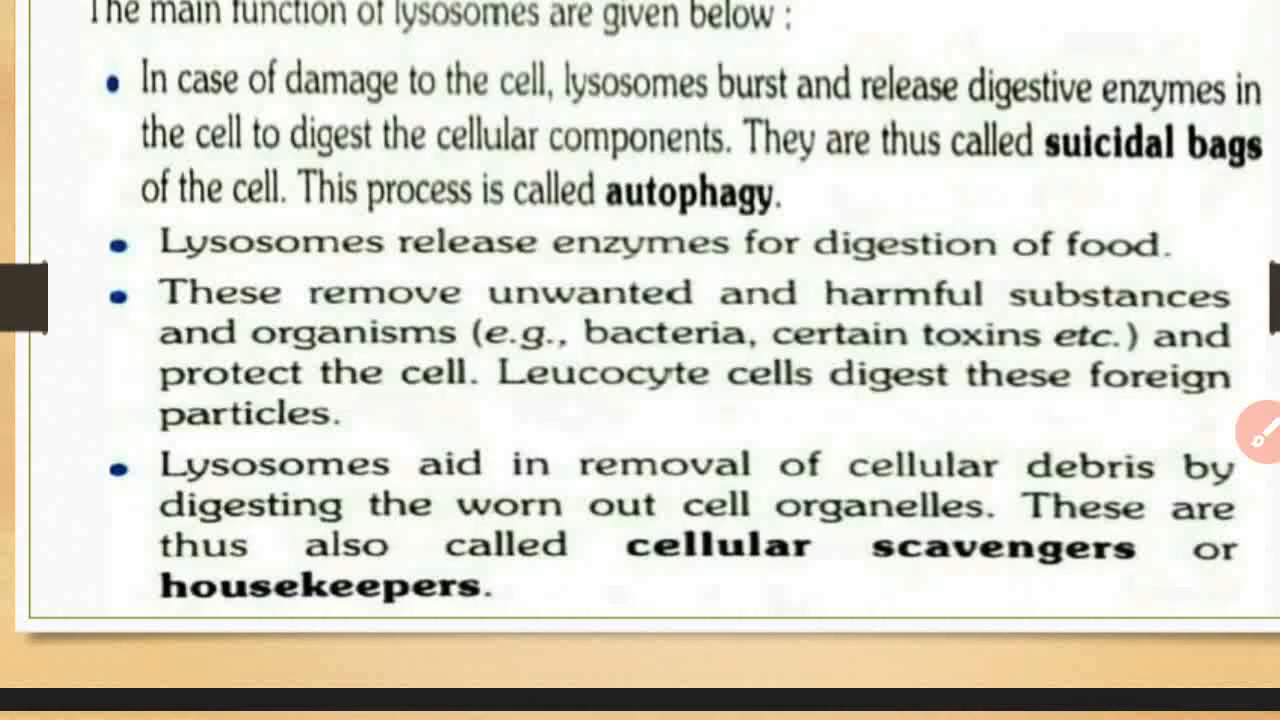 The main function of lysosomes are given below :
• In case of damage to the cell, lysosomes burst and release digestive enzymes in
the cell to digest the cellular components. They are thus called suicidal bags
of the cell. This process is called autophagy.
• Lysosomes release enzymes for digestion of food.
• These remove unwanted and harmful substances
and organisms (e.g., bacteria, certain toxins etc.) and
protect the cell. Leucocyte cells digest these foreign
particles.
• Lysosomes aid in removal of cellular debris by
digesting the worn out cell organelles. These are
thus also called cellular scavengers or
housekeepers.